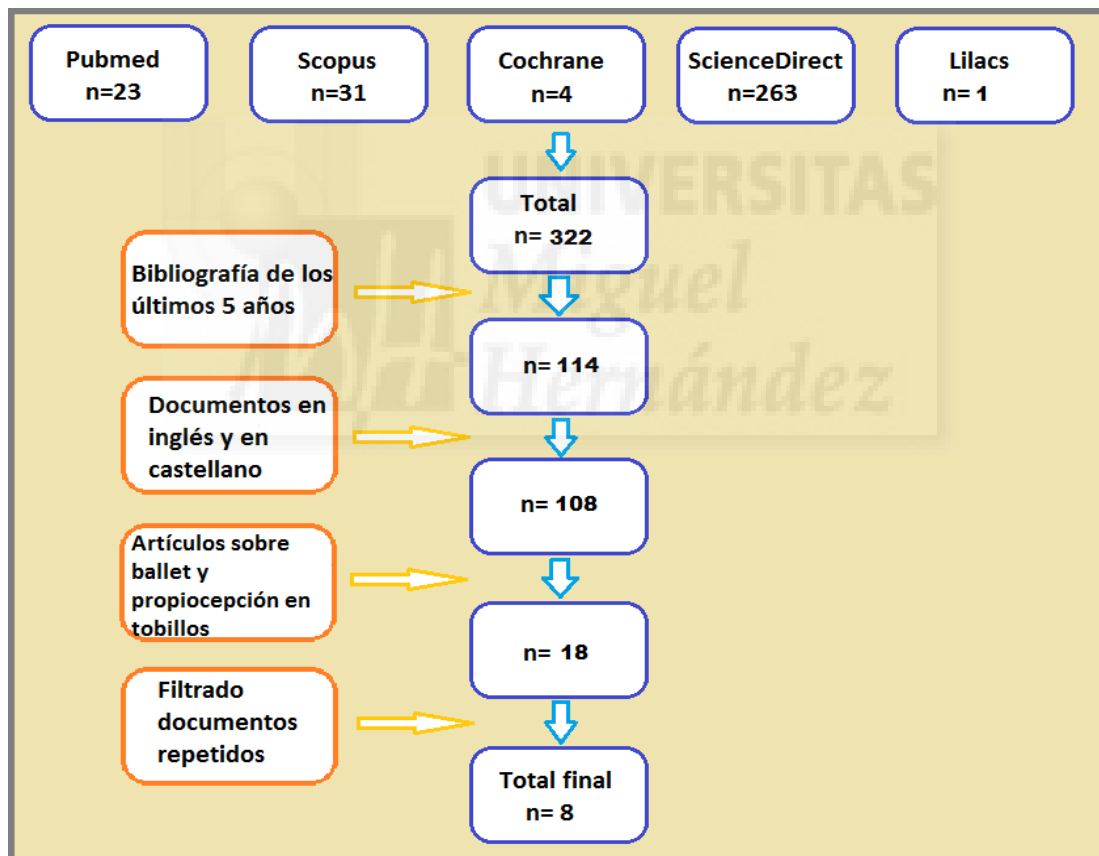 Pubmed
n=23
Scopus
n=31
Cochrane
n=4
ScienceDirect
n=263
Lilacs
n= 1
UNIVERSITAS
Miguel
Hernández
Total
n= 322
Bibliografía de los
últimos 5 años
n= 114
Documentos en
inglés y en
castellano
n= 108
Artículos sobre
ballet y
propiocepción en
tobillos
n= 18
Filtrado
documentos
repetidos
Total final
n= 8